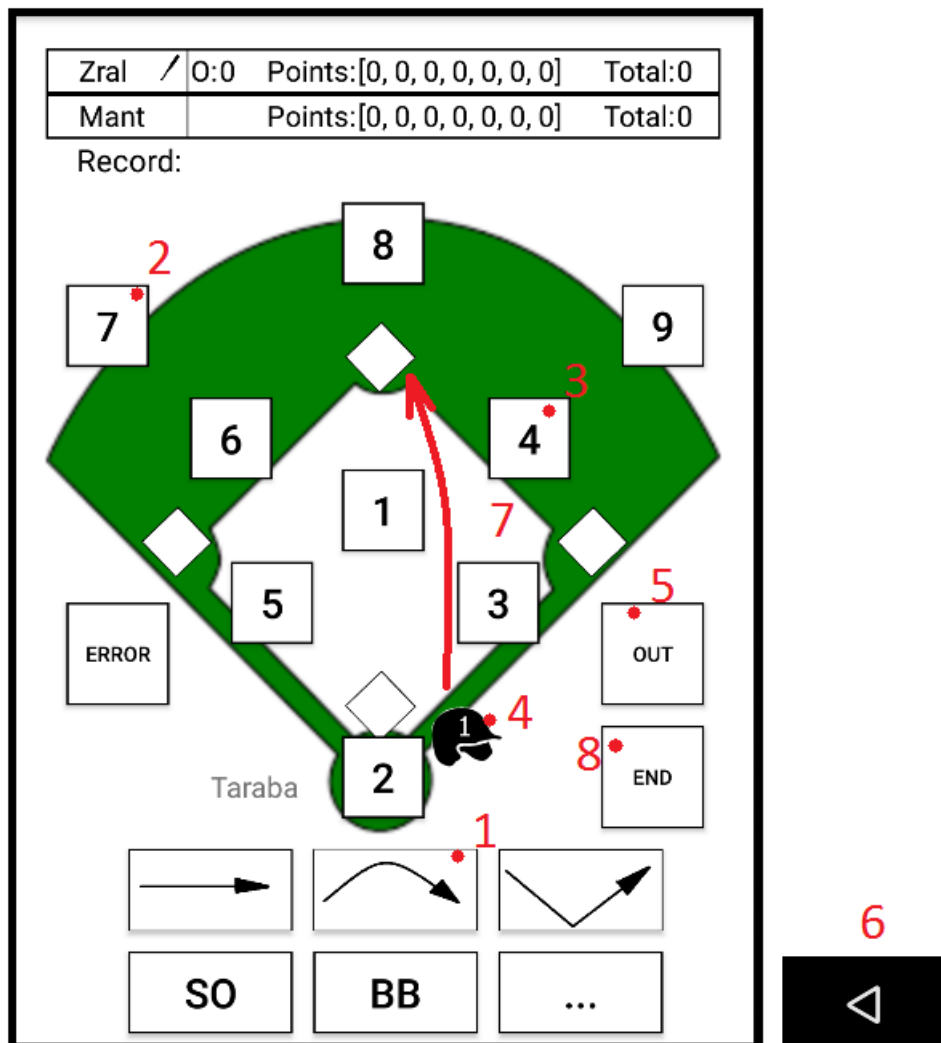 Zral O:0 Points:[0, 0, 0, 0, 0, 0, 0] Total:0
Mant Points:[0, 0, 0, 0, 0, 0, 0] Total:0
Record:
8
2
7
9
3
6
4
1
7
5
3
5
ERROR
OUT
1
4
8
END
2
Taraba
1
6
SO BB ...